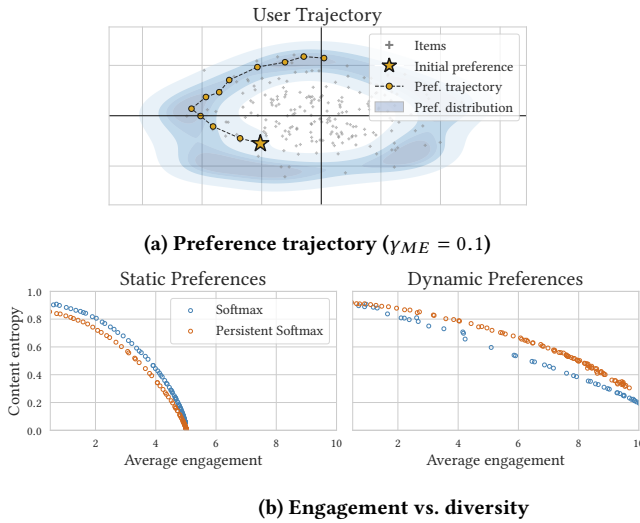 User Trajectory
Items
Initial preference
Pref. trajectory
Pref. distribution
(a) Preference trajectory (γME = 0.1)
Static Preferences
Dynamic Preferences
Content entropy
1.0
0.8
0.6
0.4
0.2
0.0
Softmax
Persistent Softmax
2 4 6 8 10
2 4 6 8 10
Average engagement
Average engagement
(b) Engagement vs. diversity